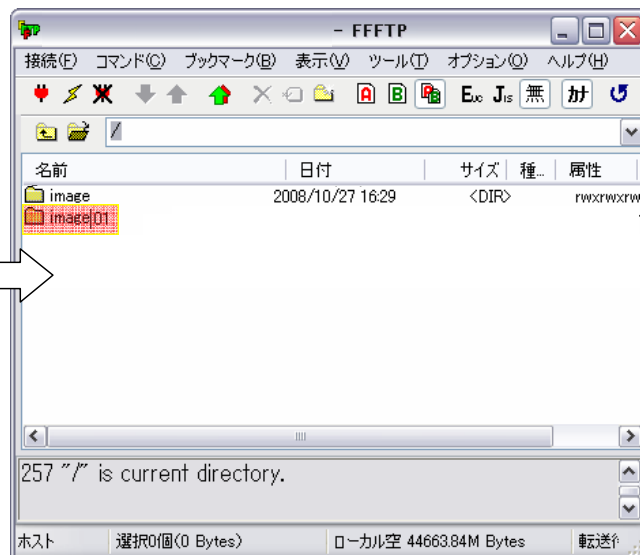 - FFFTP
接続(F) コマンド(C) ブックマーク(B) 表示(V) ツール(T) オプション(O) ヘルプ(H)
A B Euc Jis 無 カナ
/
名前 日付 サイズ 種... 属性
image 2008/10/27 16:29 <DIR> rwxrwxrw
image01
257 "/" is current directory.
ホスト 選択0個(0 Bytes) ローカル空 44663.84M Bytes 転送